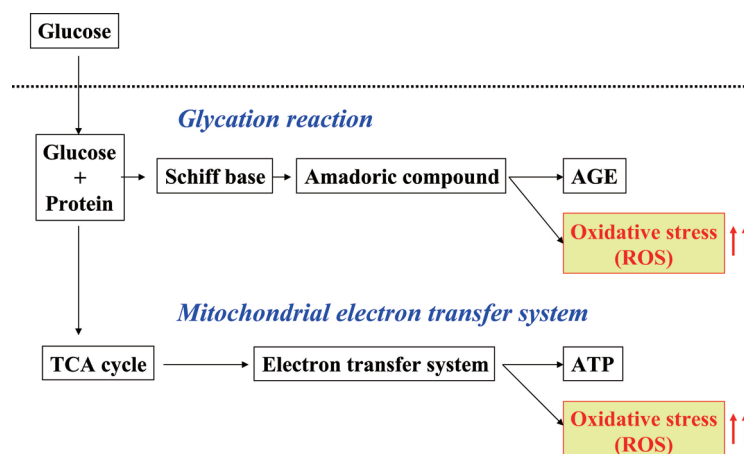 Glucose
Glycation reaction
Glucose
+
Protein
Schiff base
Amadoric compound
AGE
Oxidative stress
(ROS)
Mitochondrial electron transfer system
TCA cycle
Electron transfer system
ATP
Oxidative stress
(ROS)